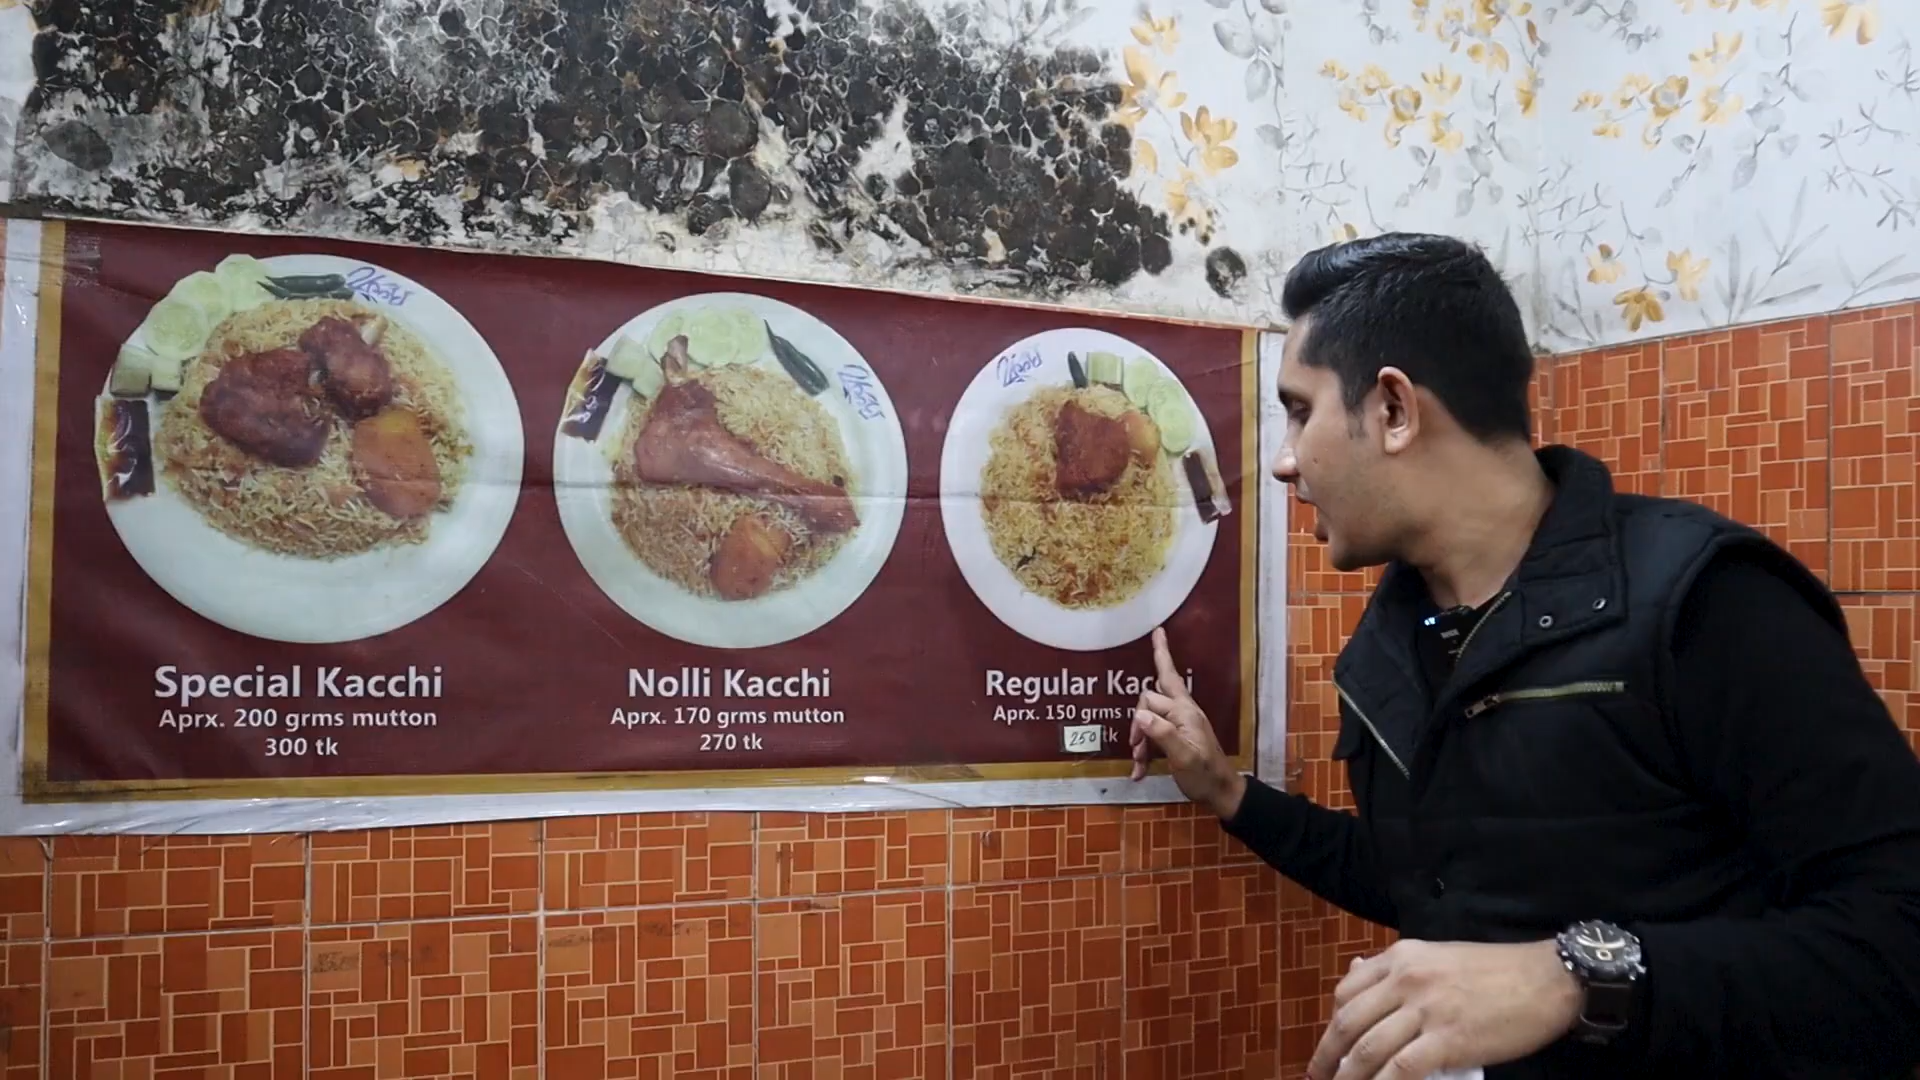 Special Kacchi
Aprx. 200 grms mutton
300 tk
Nolli Kacchi
Aprx. 170 grms mutton
270 tk
Regular
Aprx. 150 grms
250 tk